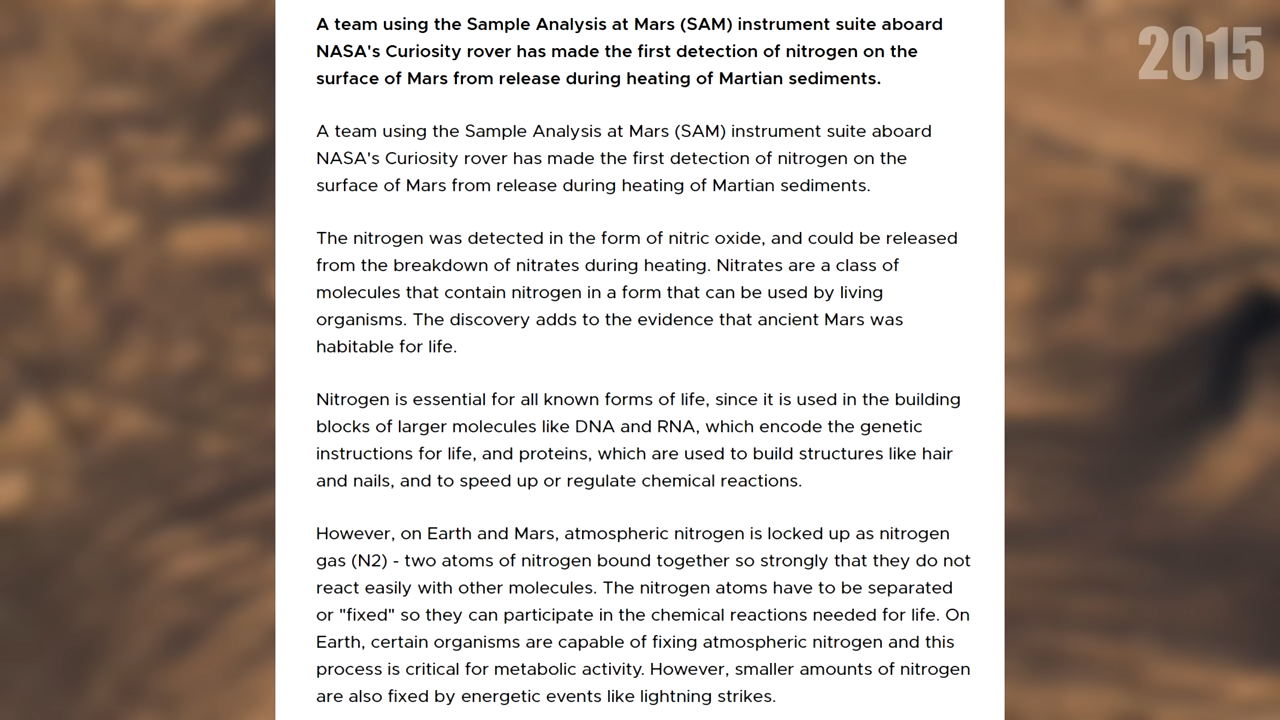 A team using the Sample Analysis at Mars (SAM) instrument suite aboard
NASA's Curiosity rover has made the first detection of nitrogen on the
surface of Mars from release during heating of Martian sediments.
2015
A team using the Sample Analysis at Mars (SAM) instrument suite aboard
NASA's Curiosity rover has made the first detection of nitrogen on the
surface of Mars from release during heating of Martian sediments.
The nitrogen was detected in the form of nitric oxide, and could be released
from the breakdown of nitrates during heating. Nitrates are a class of
molecules that contain nitrogen in a form that can be used by living
organisms. The discovery adds to the evidence that ancient Mars was
habitable for life.
Nitrogen is essential for all known forms of life, since it is used in the building
blocks of larger molecules like DNA and RNA, which encode the genetic
instructions for life, and proteins, which are used to build structures like hair
and nails, and to speed up or regulate chemical reactions.
However, on Earth and Mars, atmospheric nitrogen is locked up as nitrogen
gas (N2) - two atoms of nitrogen bound together so strongly that they do not
react easily with other molecules. The nitrogen atoms have to be separated
or "fixed" so they can participate in the chemical reactions needed for life. On
Earth, certain organisms are capable of fixing atmospheric nitrogen and this
process is critical for metabolic activity. However, smaller amounts of nitrogen
are also fixed by energetic events like lightning strikes.